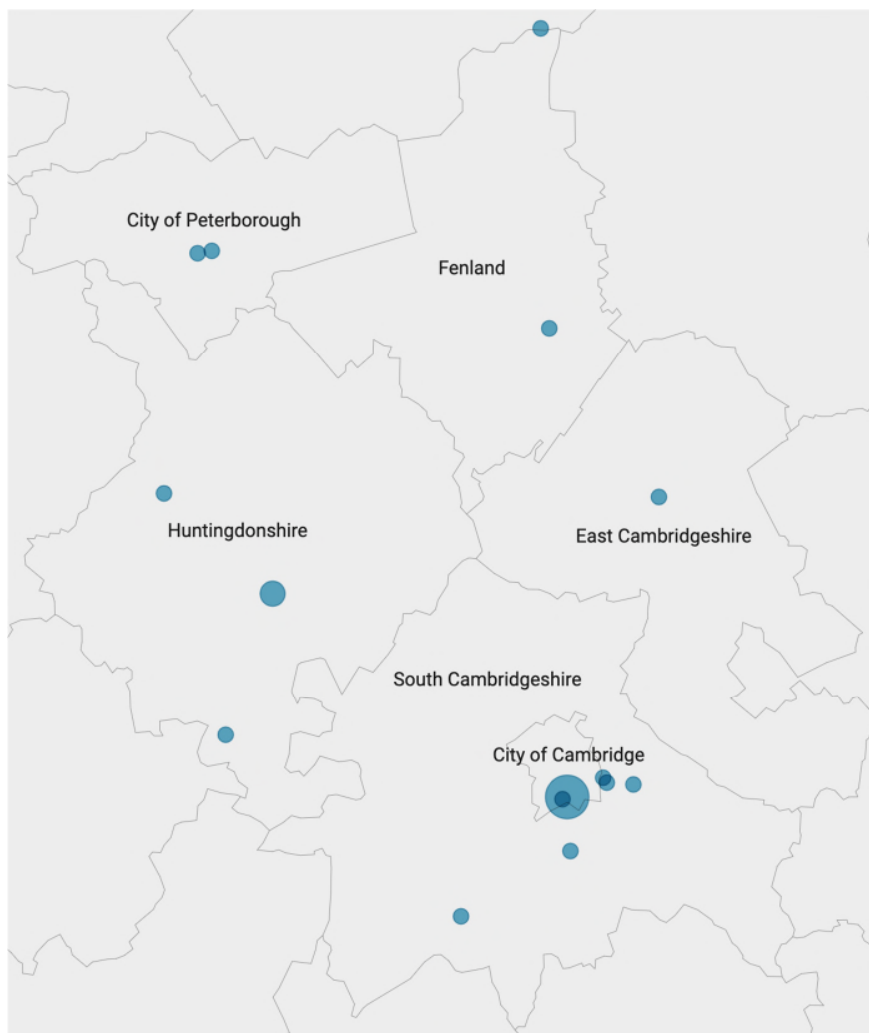 City of Peterborough
Fenland
Huntingdonshire
East Cambridgeshire
South Cambridgeshire
City of Cambridge